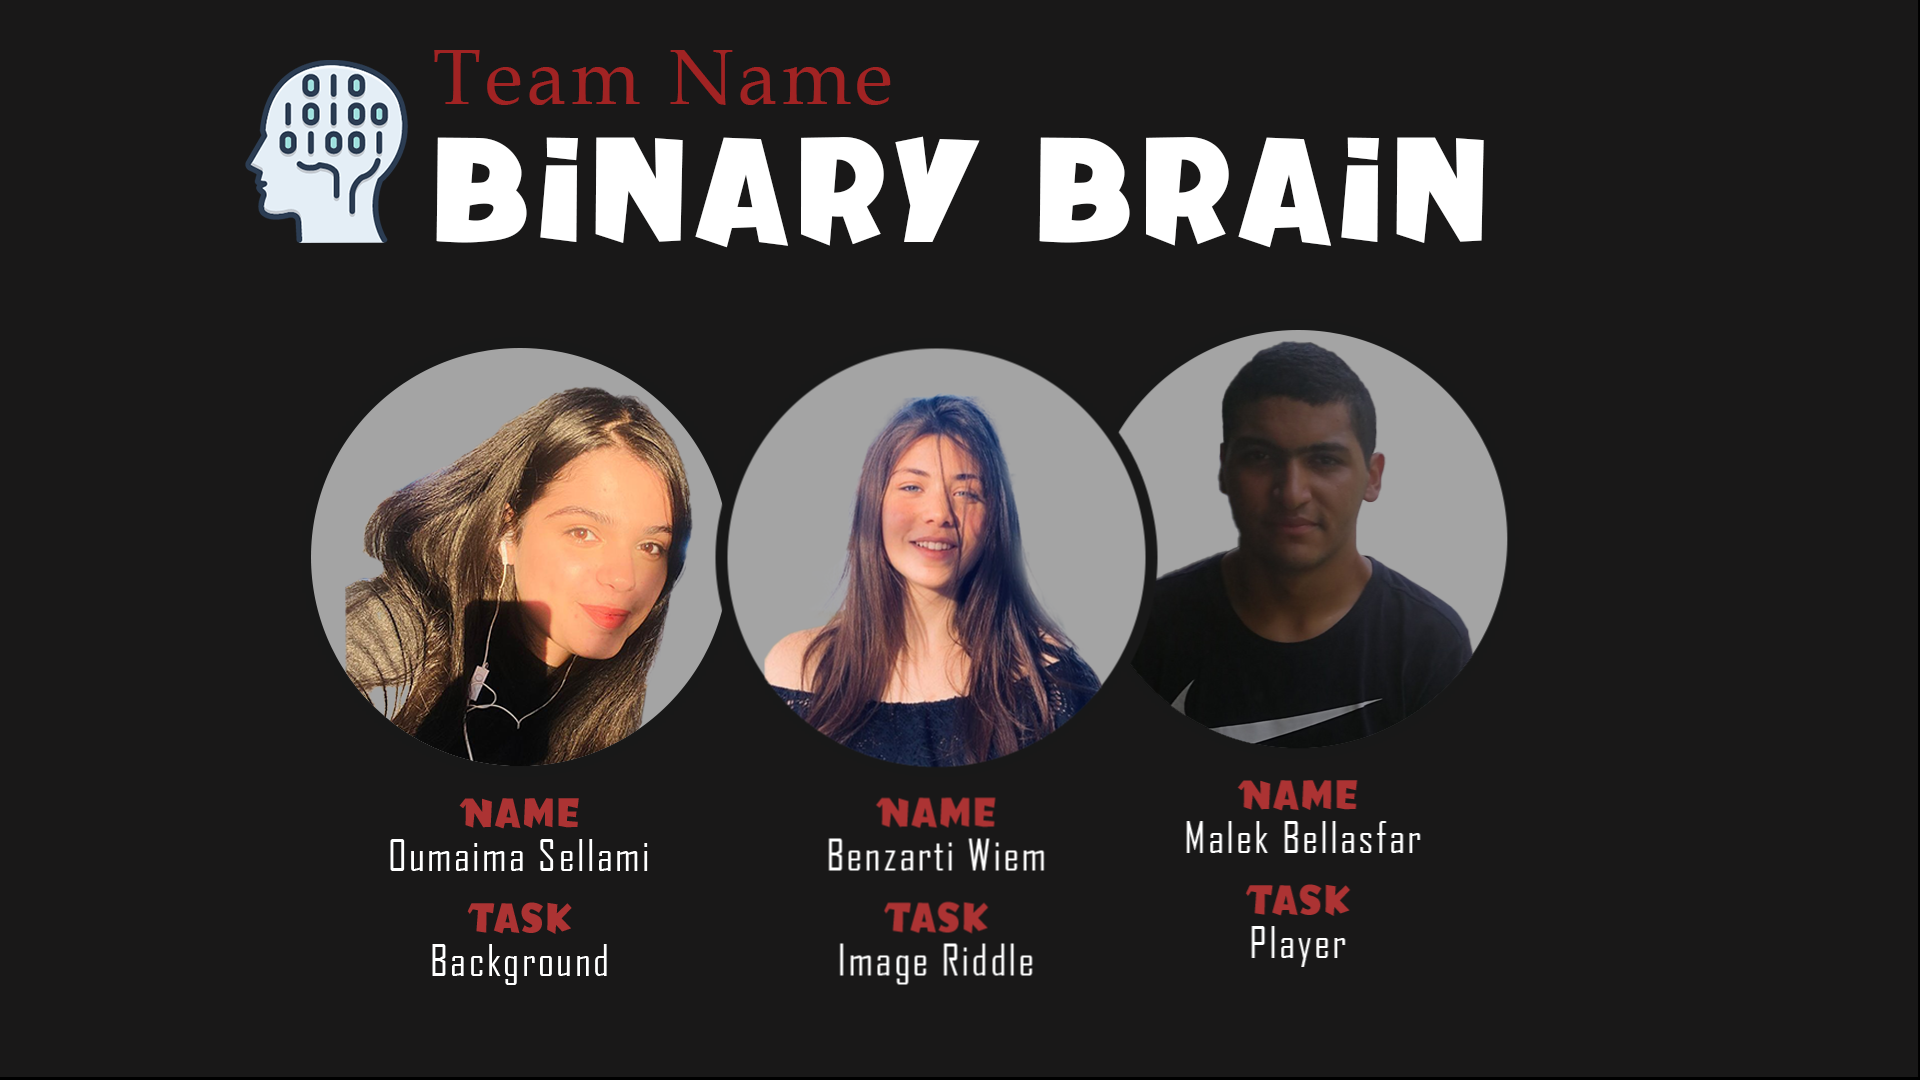 Team Name
BiNARY BRAiN
010
10100
01001
NAME
Oumaima Sellami
TASK
Background
NAME
Benzarti Wiem
TASK
Image Riddle
NAME
Malek Bellasfar
TASK
Player